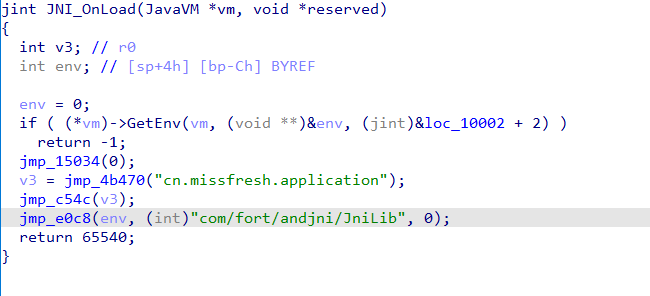 jint JNI_OnLoad(JavaVM *vm, void *reserved)
{
  int v3; // r0
  int env; // [sp+4h] [bp-Ch] BYREF

  env = 0;
  if ( (*vm)->GetEnv(vm, (void **)&env, (jint)&loc_10002 + 2) )
    return -1;
  jmp_15034(0);
  v3 = jmp_4b470("cn.missfresh.application");
  jmp_c54c(v3);
  jmp_e0c8(env, (int)"com/fort/andjni/JniLib", 0);
  return 65540;
}